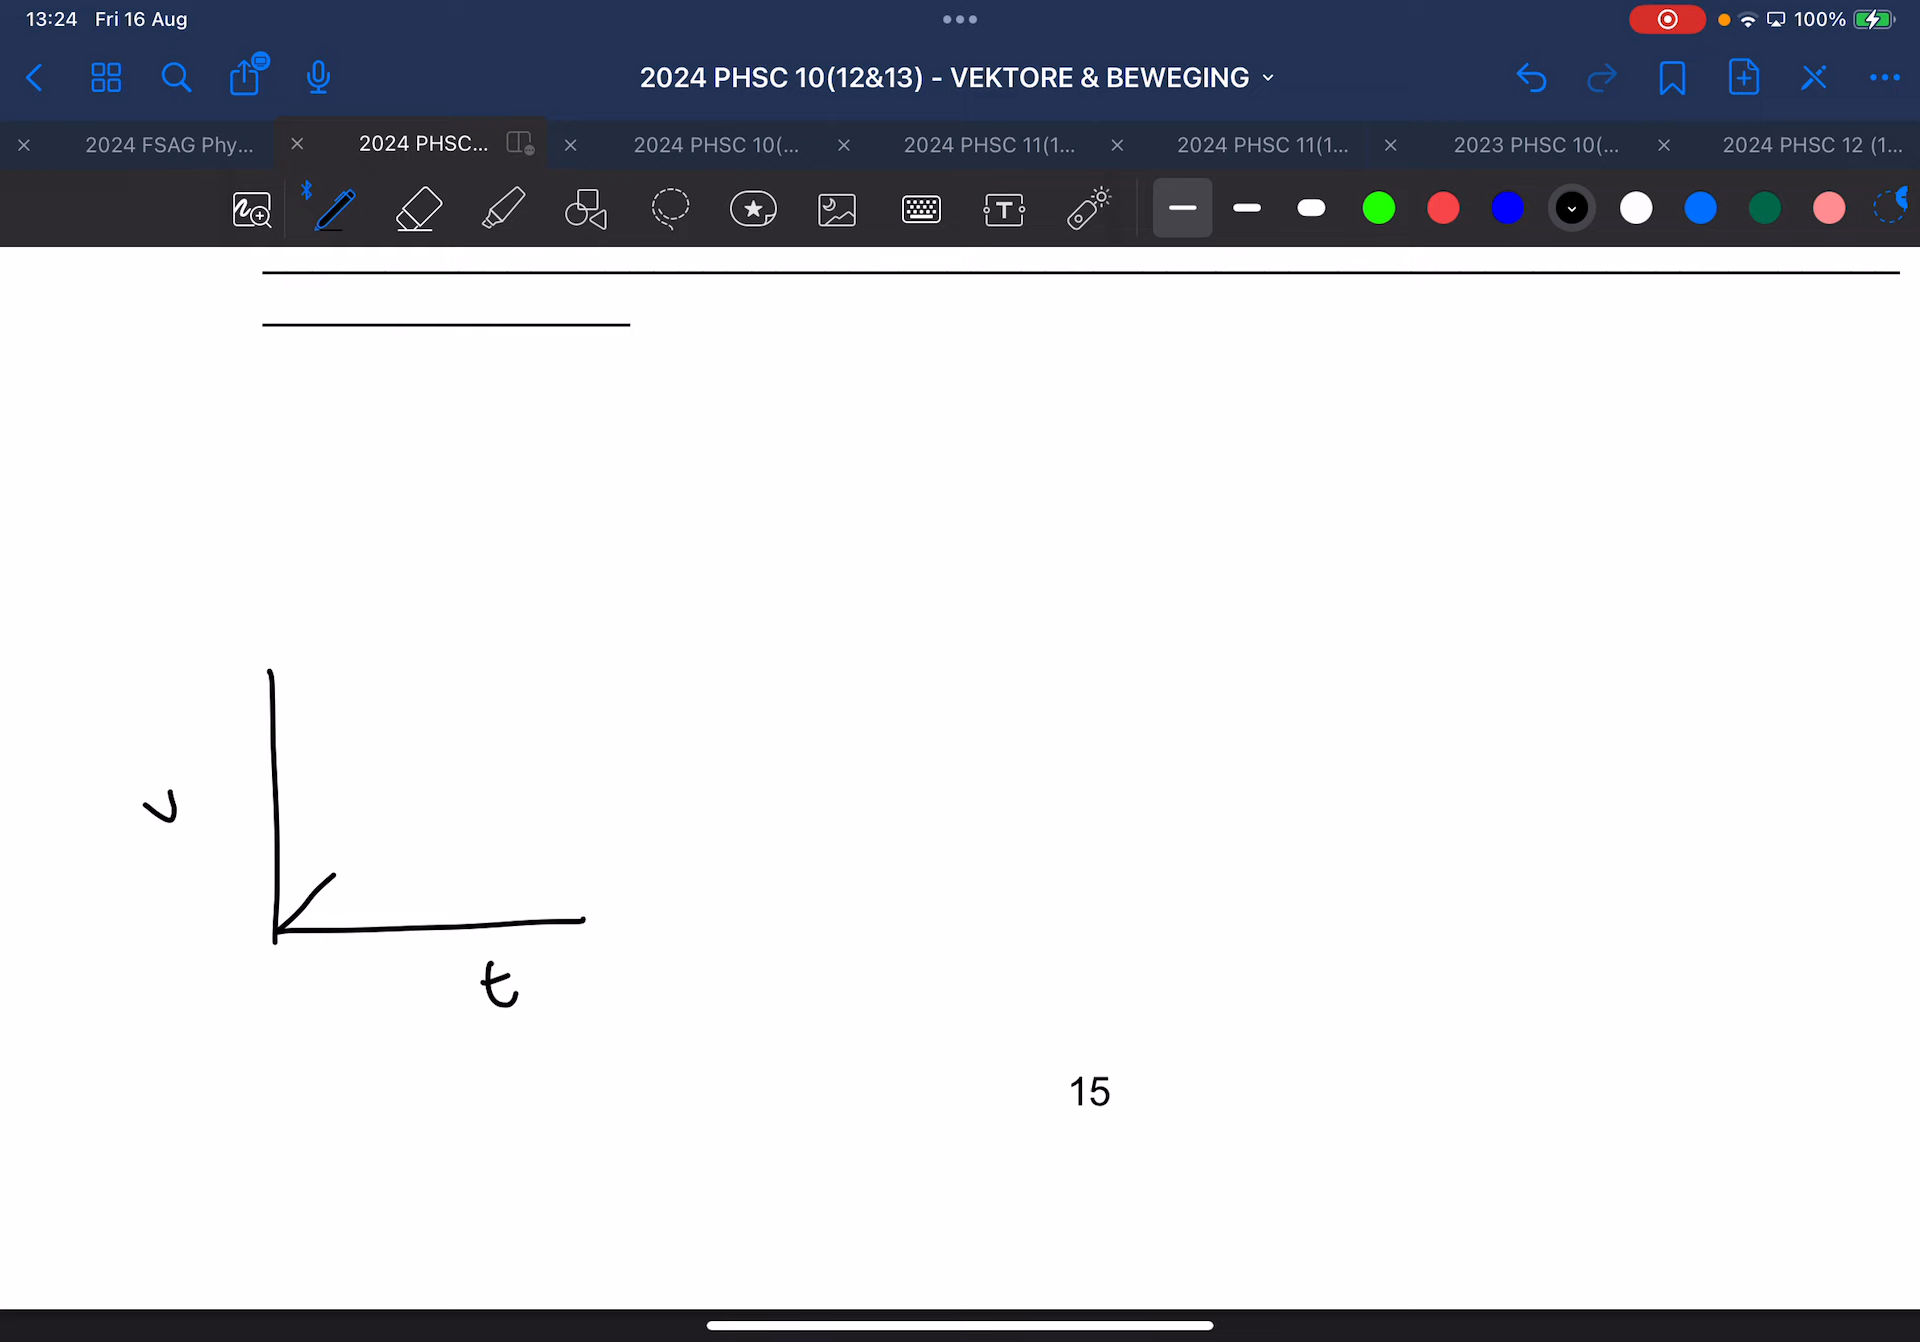 13:24 Fri 16 Aug
100%
2024 PHSC 10(12&13) - VEKTORE & BEWEGING
2024 FSAG Phy...
2024 PHSC...
2024 PHSC 10(...
2024 PHSC 11(1...
2024 PHSC 11(1...
2023 PHSC 10(...
2024 PHSC 12 (1...
T
v
t
15